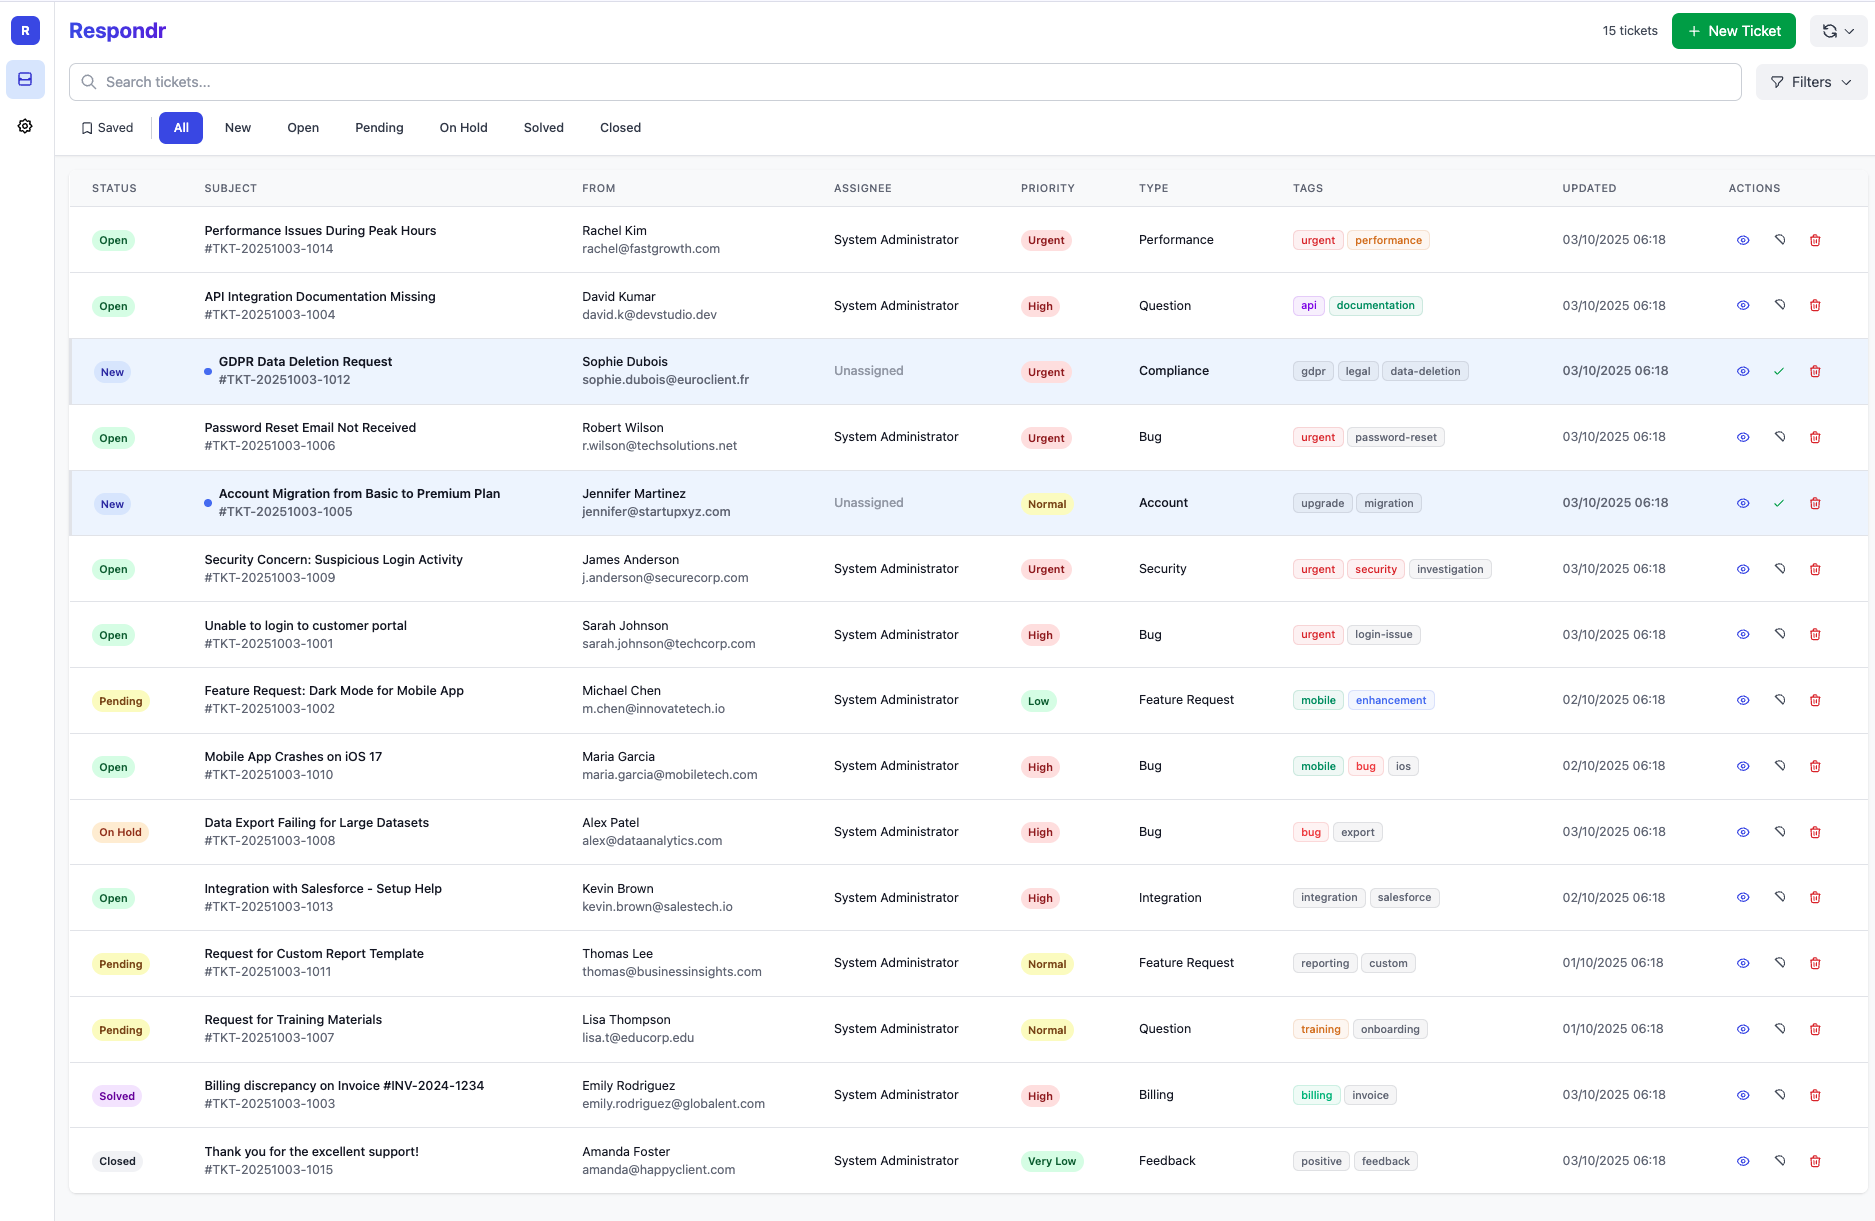 R
Respondr
15 tickets
+ New Ticket
Search tickets...
Filters
Saved
All New Open Pending On Hold Solved Closed
STATUS SUBJECT FROM ASSIGNEE PRIORITY TYPE TAGS UPDATED ACTIONS
Open Performance Issues During Peak Hours Rachel Kim System Administrator Urgent Performance urgent performance 03/10/2025 06:18
#TKT-20251003-1014 rachel@fastgrowth.com
Open API Integration Documentation Missing David Kumar System Administrator High Question api documentation 03/10/2025 06:18
#TKT-20251003-1004 david.k@devstudio.dev
New GDPR Data Deletion Request Sophie Dubois Unassigned Urgent Compliance gdpr legal data-deletion 03/10/2025 06:18
#TKT-20251003-1012 sophie.dubois@euroclient.fr
Open Password Reset Email Not Received Robert Wilson System Administrator Urgent Bug urgent password-reset 03/10/2025 06:18
#TKT-20251003-1006 r.wilson@techsolutions.net
New Account Migration from Basic to Premium Plan Jennifer Martinez Unassigned Normal Account upgrade migration 03/10/2025 06:18
#TKT-20251003-1005 jennifer@startupxyz.com
Open Security Concern: Suspicious Login Activity James Anderson System Administrator Urgent Security urgent security investigation 03/10/2025 06:18
#TKT-20251003-1009 j.anderson@securecorp.com
Open Unable to login to customer portal Sarah Johnson System Administrator High Bug urgent login-issue 03/10/2025 06:18
#TKT-20251003-1001 sarah.johnson@techcorp.com
Pending Feature Request: Dark Mode for Mobile App Michael Chen System Administrator Low Feature Request mobile enhancement 02/10/2025 06:18
#TKT-20251003-1002 m.chen@innovatetech.io
Open Mobile App Crashes on iOS 17 Maria Garcia System Administrator High Bug mobile bug ios 02/10/2025 06:18
#TKT-20251003-1010 maria.garcia@mobiletech.com
On Hold Data Export Failing for Large Datasets Alex Patel System Administrator High Bug bug export 03/10/2025 06:18
#TKT-20251003-1008 alex@dataanalytics.com
Open Integration with Salesforce - Setup Help Kevin Brown System Administrator High Integration integration salesforce 02/10/2025 06:18
#TKT-20251003-1013 kevin.brown@salestech.io
Pending Request for Custom Report Template Thomas Lee System Administrator Normal Feature Request reporting custom 01/10/2025 06:18
#TKT-20251003-1011 thomas@businessinsights.com
Pending Request for Training Materials Lisa Thompson System Administrator Normal Question training onboarding 01/10/2025 06:18
#TKT-20251003-1007 lisa.t@educorp.edu
Solved Billing discrepancy on Invoice #INV-2024-1234 Emily Rodriguez System Administrator High Billing billing invoice 03/10/2025 06:18
#TKT-20251003-1003 emily.rodriguez@globalent.com
Closed Thank you for the excellent support! Amanda Foster System Administrator Very Low Feedback positive feedback 03/10/2025 06:18
#TKT-20251003-1015 amanda@happyclient.com